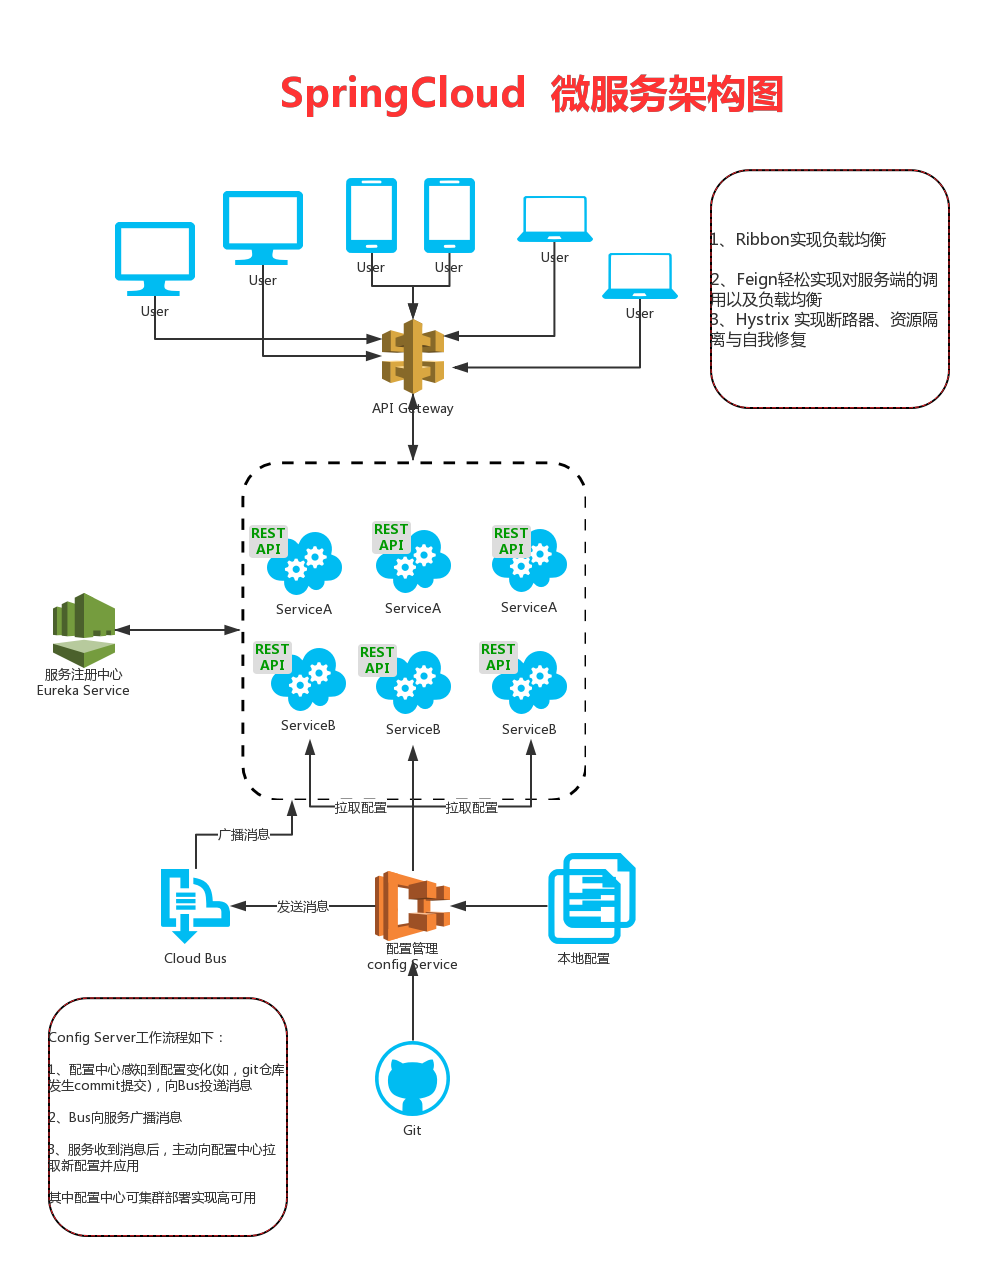 SpringCloud 微服务架构图
User
User
User
User
User
User
1、Ribbon实现负载均衡
2、Feign轻松实现对服务端的调
用以及负载均衡
3、Hystrix 实现断路器、资源隔
离与自我修复
API Gateway
REST
API
ServiceA
REST
API
ServiceA
REST
API
ServiceA
REST
API
ServiceB
REST
API
ServiceB
REST
API
ServiceB
服务注册中心
Eureka Service
拉取配置
拉取配置
广播消息
发送消息
Cloud Bus
配置管理
config Service
本地配置
Config Server工作流程如下：
1、配置中心感知到配置变化(如，git仓库
发生commit提交)，向Bus投递消息
2、Bus向服务广播消息
3、服务收到消息后，主动向配置中心拉
取新配置并应用
其中配置中心可集群部署实现高可用
Git